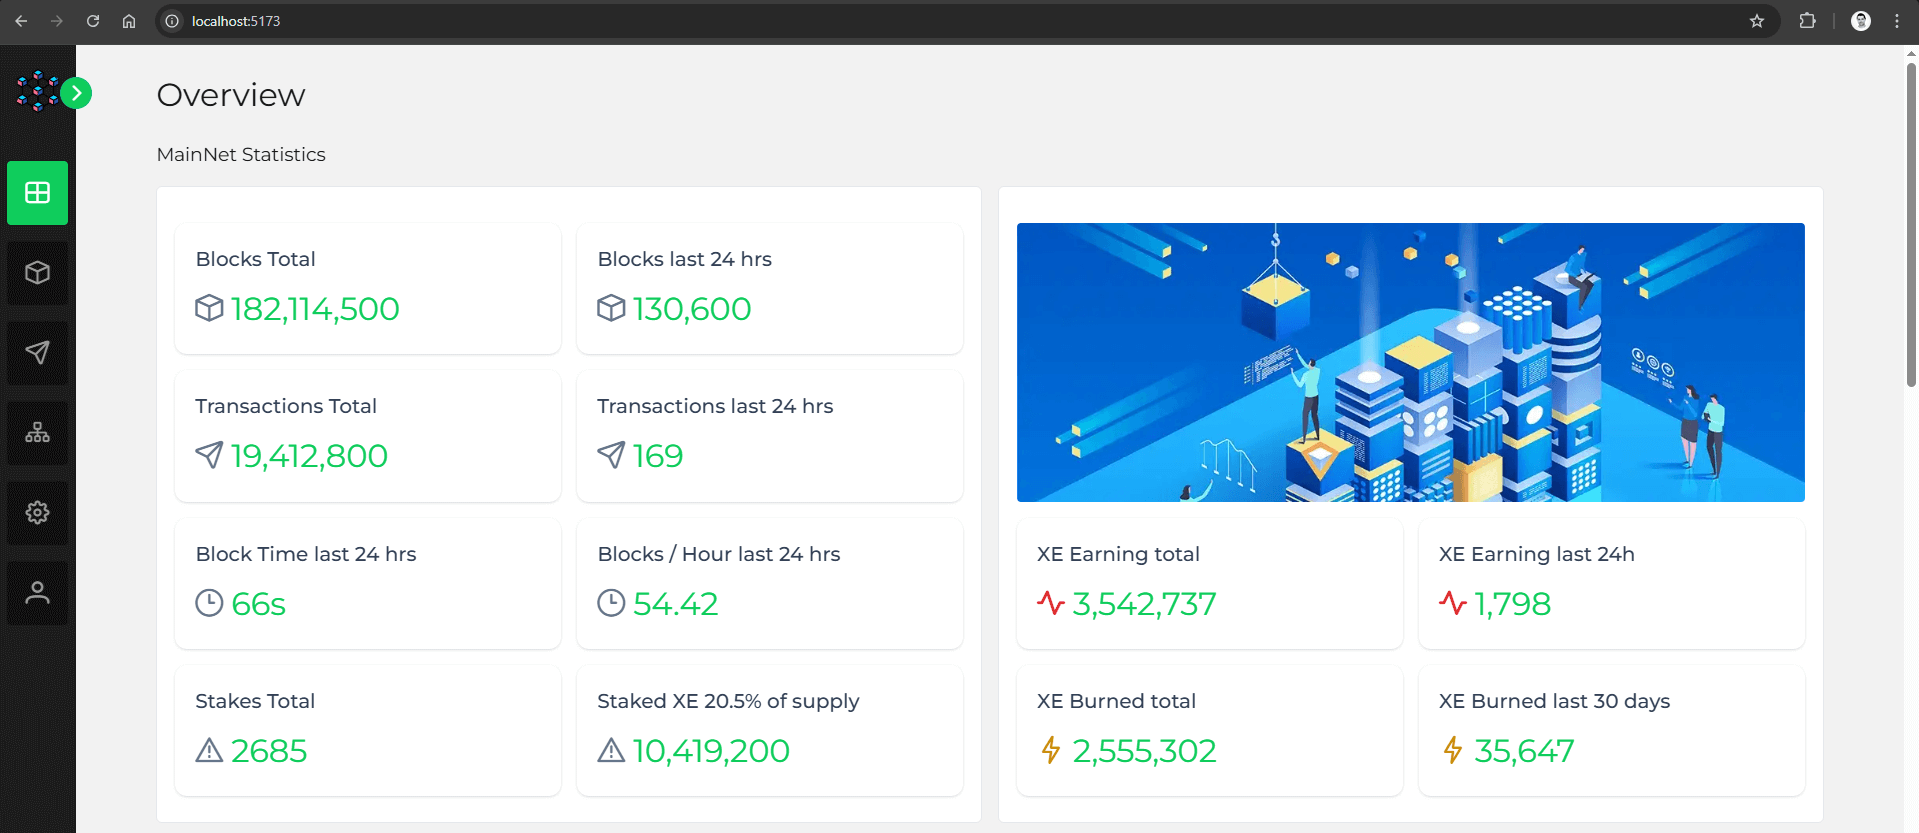 localhost:5173
Overview
MainNet Statistics
Blocks Total
182,114,500
Blocks last 24 hrs
130,600
Transactions Total
19,412,800
Transactions last 24 hrs
169
Block Time last 24 hrs
66s
Blocks / Hour last 24 hrs
54.42
Stakes Total
2685
Staked XE 20.5% of supply
10,419,200
XE Earning total
3,542,737
XE Earning last 24h
1,798
XE Burned total
2,555,302
XE Burned last 30 days
35,647